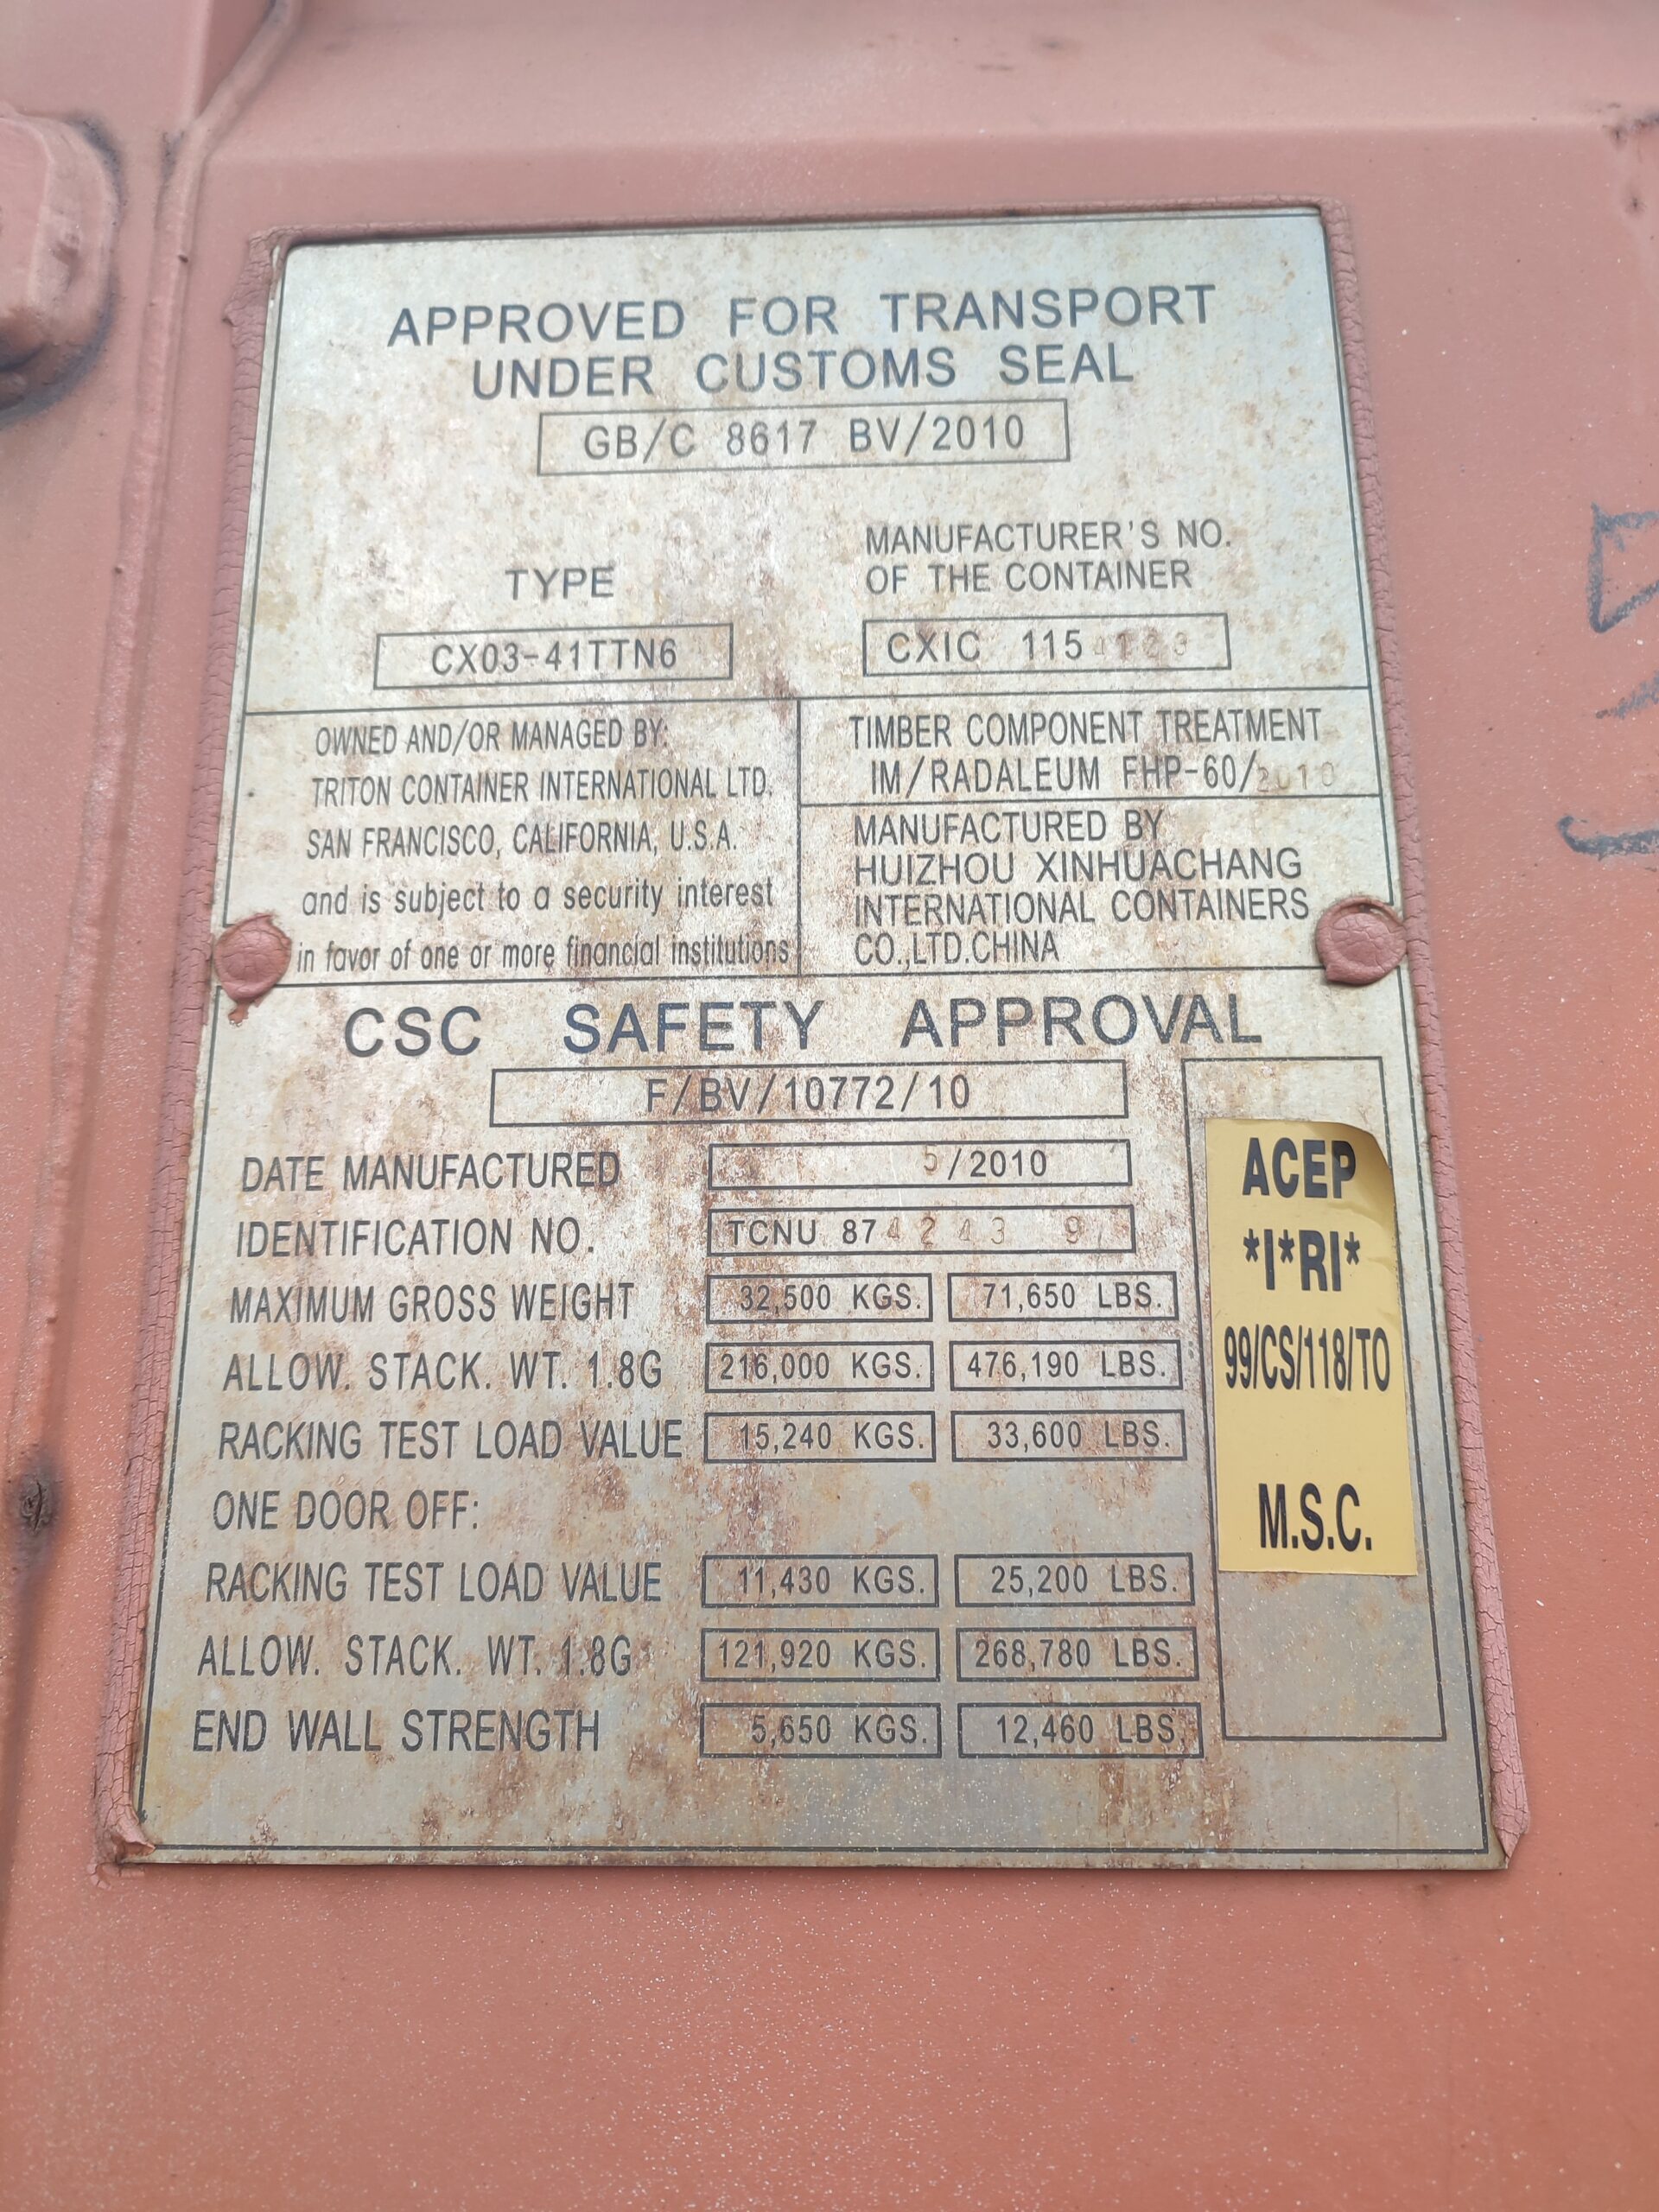 APPROVED FOR TRANSPORT
UNDER CUSTOMS SEAL
GB/C 8617 BV/2010
TYPE
CX03-41TTN6
MANUFACTURER'S NO.
OF THE CONTAINER
CXIC 115
OWNED AND/OR MANAGED BY:
TRITON CONTAINER INTERNATIONAL LTD.
SAN FRANCISCO, CALIFORNIA, U.S.A.
and is subject to a security interest
in favor of one or more financial institutions
TIMBER COMPONENT TREATMENT
IM/RADALEUM FHP-60/2010
MANUFACTURED BY
HUIZHOU XINHUACHANG
INTERNATIONAL CONTAINERS
CO.,LTD.CHINA
CSC SAFETY APPROVAL
F/BV/10772/10
DATE MANUFACTURED 5/2010
IDENTIFICATION NO. TCNU 874243 9
MAXIMUM GROSS WEIGHT 32,500 KGS. 71,650 LBS.
ALLOW. STACK. WT. 1.8G 216,000 KGS. 476,190 LBS.
RACKING TEST LOAD VALUE 15,240 KGS. 33,600 LBS.
ONE DOOR OFF:
RACKING TEST LOAD VALUE 11,430 KGS. 25,200 LBS.
ALLOW. STACK. WT. 1.8G 121,920 KGS. 268,780 LBS.
END WALL STRENGTH 5,650 KGS. 12,460 LBS.
ACEP
*I*RI*
99/CS/118/TO
M.S.C.